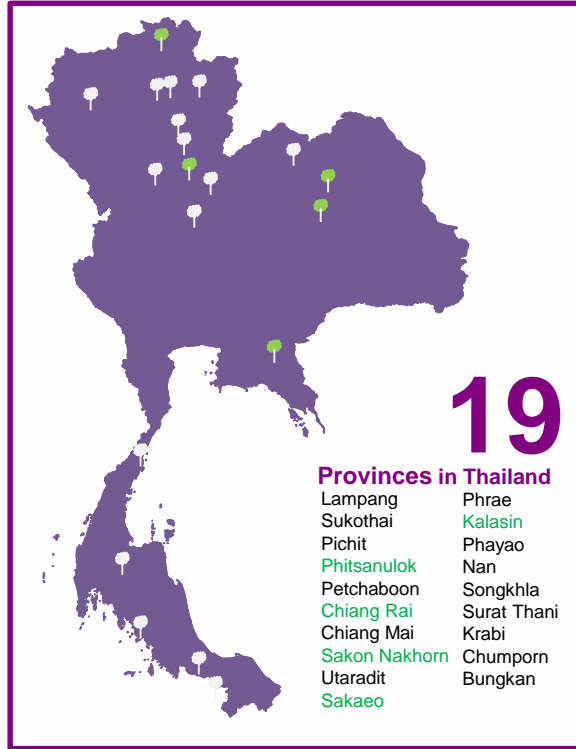 19
Provinces in Thailand
Lampang
Sukothai
Pichit
Phitsanulok
Petchaboon
Chiang Rai
Chiang Mai
Sakon Nakhorn
Utaradit
Sakaeo
Phrae
Kalasin
Phayao
Nan
Songkhla
Surat Thani
Krabi
Chumporn
Bungkan